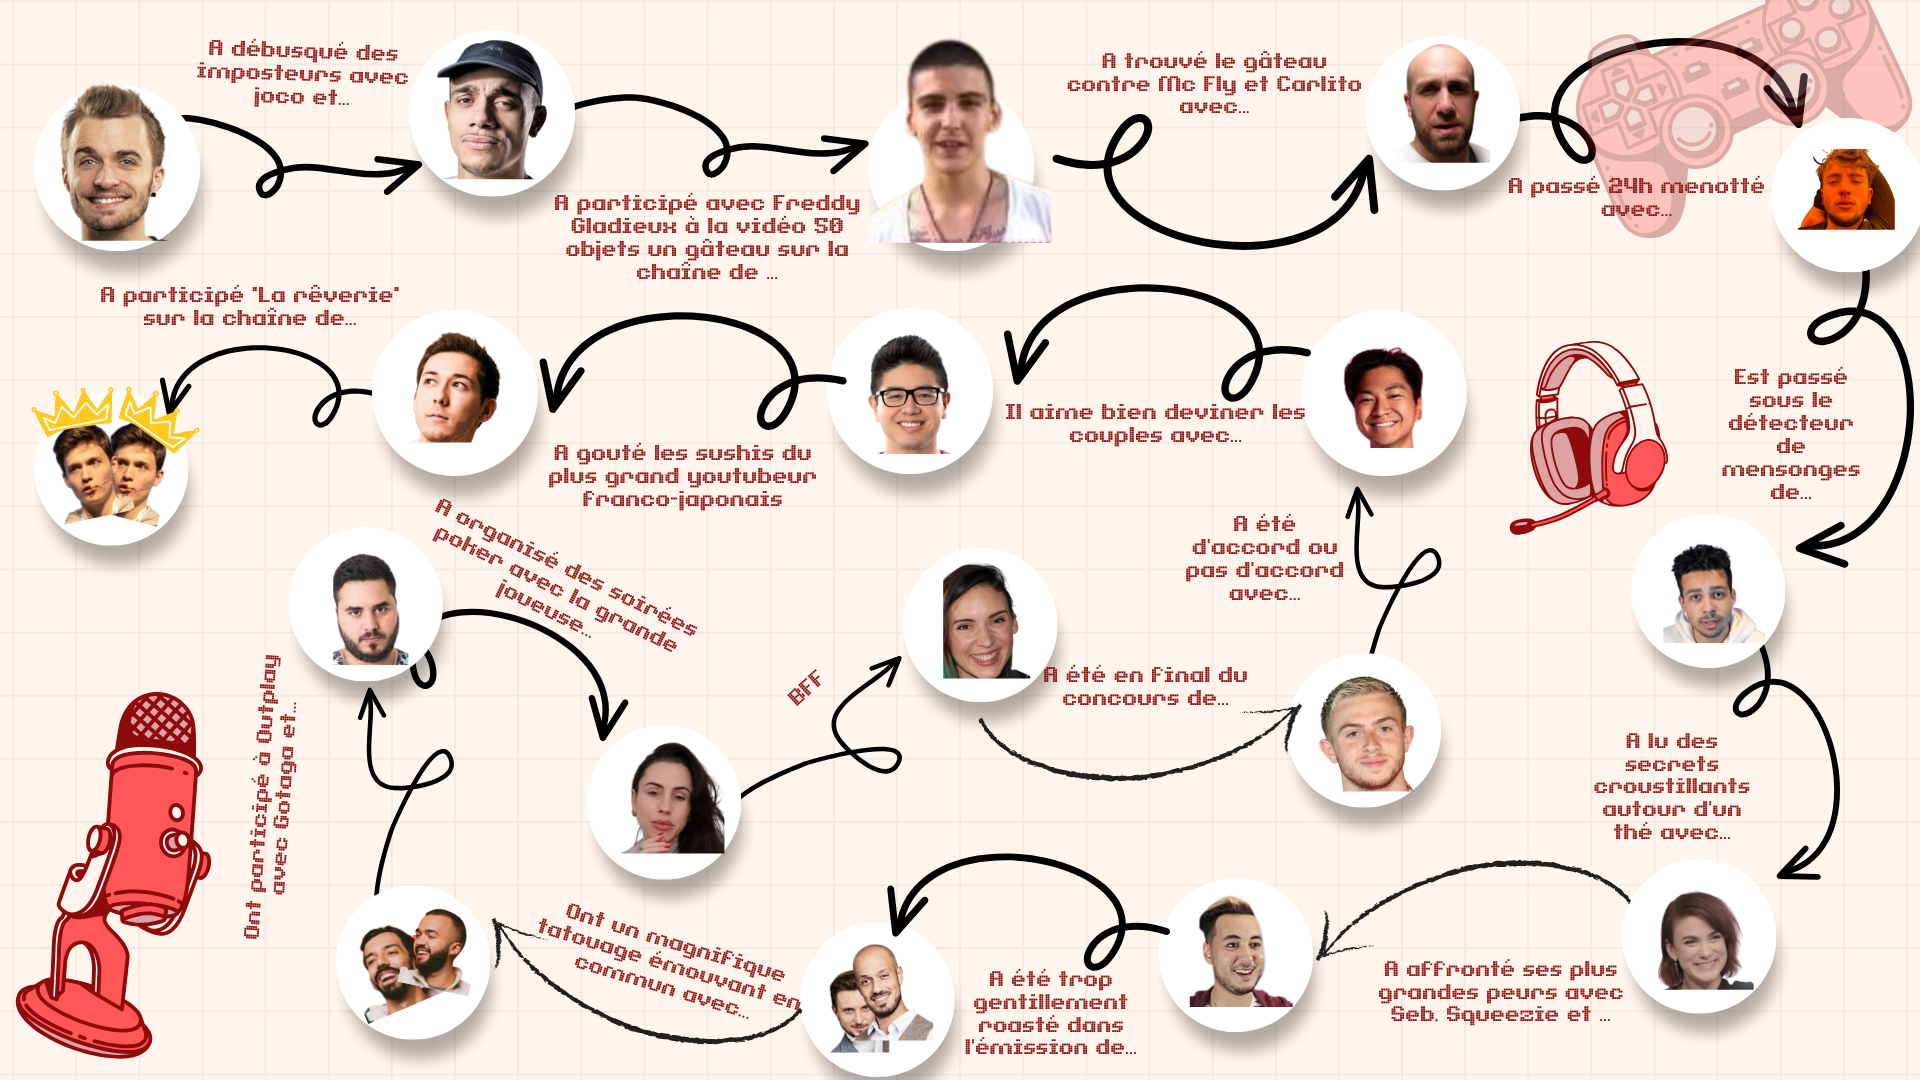 A débusqué des
imposteurs avec
joco et...
A participé avec Freddy
Gladieux à la vidéo 50
objets un gâteau sur la
chaîne de ...
A trouvé le gâteau
contre Mc Fly et Carlito
avec...
A passé 24h menotté
avec...
Est passé
sous le
détecteur
de
mensonges
de...
A participé "La rêverie"
sur la chaîne de...
A gouté les sushis du
plus grand youtubeur
franco-japonais
Il aime bien deviner les
couples avec...
A été
d'accord ou
pas d'accord
avec...
A organisé des soirées
poker avec la grande
joueuse...
BFF
A été en final du
concours de...
A lu des
secrets
croustillants
autour d'un
thé avec...
Ont participé à Outplay
avec Gotaga et...
Ont un magnifique
tatouage émouvant en
commun avec...
A été trop
gentillement
roasté dans
l'émission de...
A affronté ses plus
grandes peurs avec
Seb, Squeezie et ...